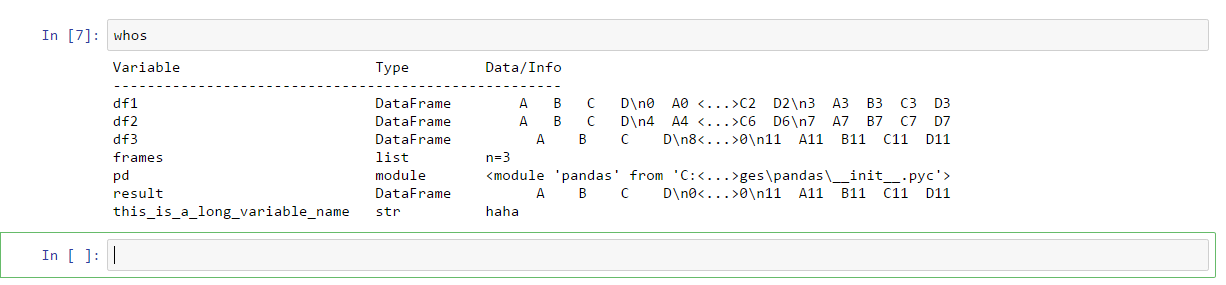 In [7]: whos
Variable                       Type         Data/Info
-----------------------------------------------------
df1                            DataFrame        A   B   C   D\n0  A0 <...>C2  D2\n3  A3  B3  C3  D3
df2                            DataFrame        A   B   C   D\n4  A4 <...>C6  D6\n7  A7  B7  C7  D7
df3                            DataFrame          A    B    C    D\n8<...>0\n11  A11  B11  C11  D11
frames                         list         n=3
pd                             module       <module 'pandas' from 'C:<...>ges\pandas\__init__.pyc'>
result                         DataFrame          A    B    C    D\n0<...>0\n11  A11  B11  C11  D11
this_is_a_long_variable_name   str          haha
In [ ]: